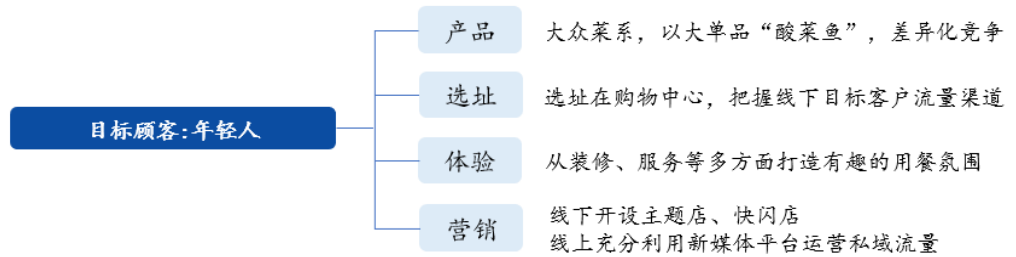 目标顾客:年轻人
产品
大众菜系，以大单品“酸菜鱼”，差异化竞争
选址
选址在购物中心，把握线下目标客户流量渠道
体验
从装修、服务等多方面打造有趣的用餐氛围
营销
线下开设主题店、快闪店
线上充分利用新媒体平台运营私域流量